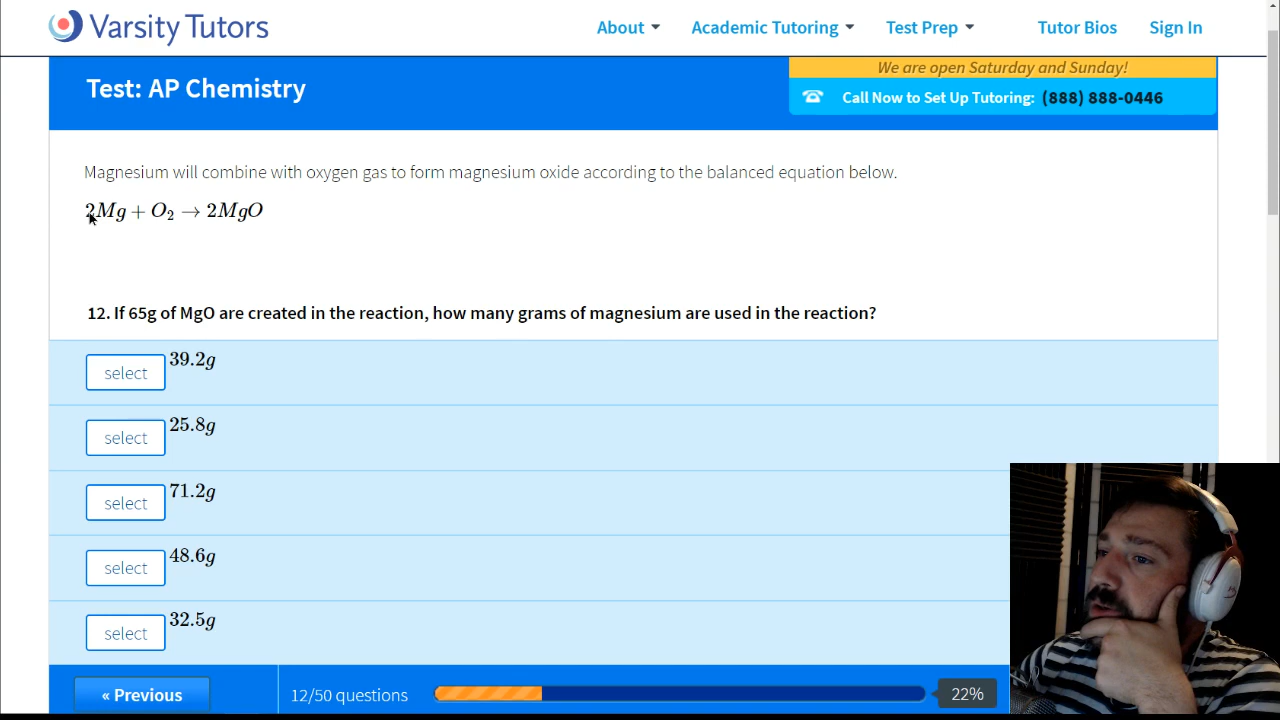 Varsity Tutors
About
Academic Tutoring
Test Prep
Tutor Bios
Sign In
Test: AP Chemistry
We are open Saturday and Sunday!
Call Now to Set Up Tutoring: (888) 888-0446
Magnesium will combine with oxygen gas to form magnesium oxide according to the balanced equation below.
2Mg + O₂ → 2MgO
12. If 65g of MgO are created in the reaction, how many grams of magnesium are used in the reaction?
select 39.2g
select 25.8g
select 71.2g
select 48.6g
select 32.5g
« Previous
12/50 questions
22%